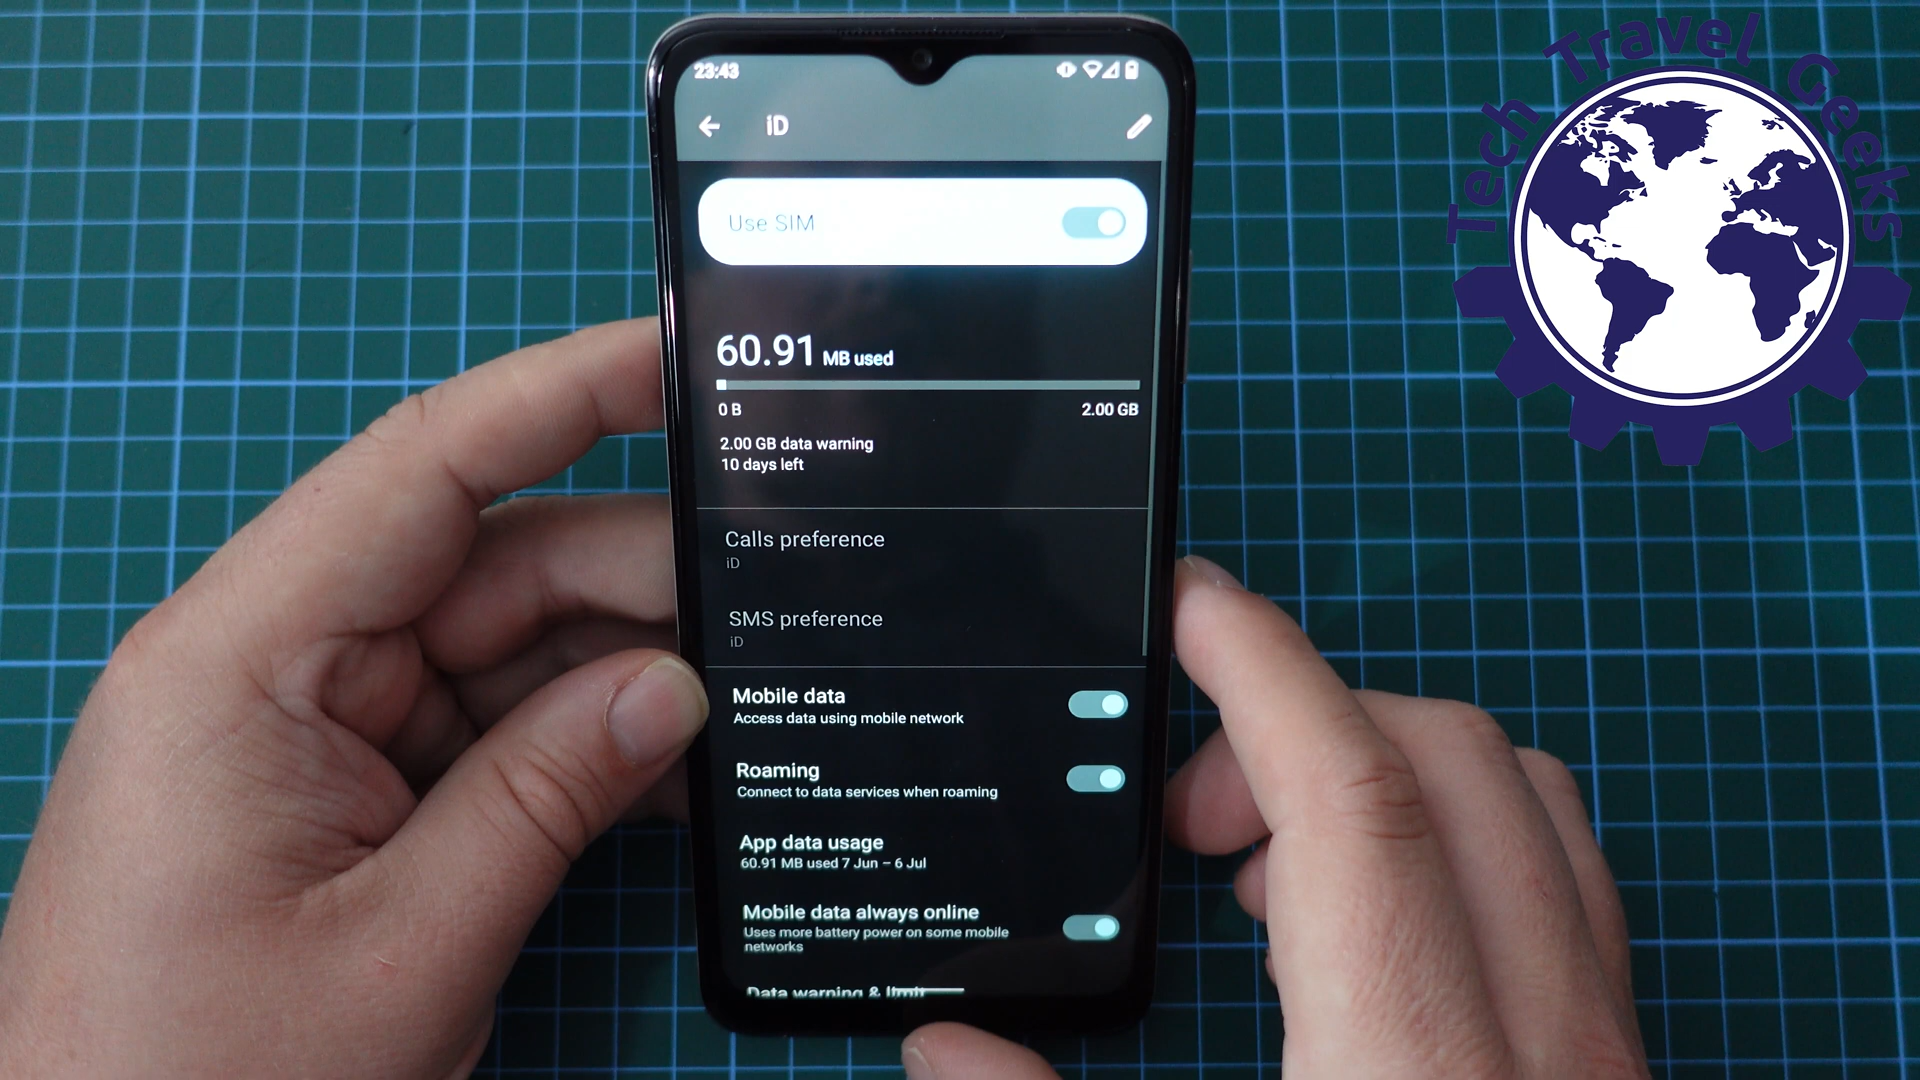 Tech Travel Geeks
23:43
iD
Use SIM
60.91 MB used
0 B
2.00 GB
2.00 GB data warning
10 days left
Calls preference
iD
SMS preference
iD
Mobile data
Access data using mobile network
Roaming
Connect to data services when roaming
App data usage
60.91 MB used 7 Jun – 6 Jul
Mobile data always online
Uses more battery power on some mobile
networks
Data warning & limit